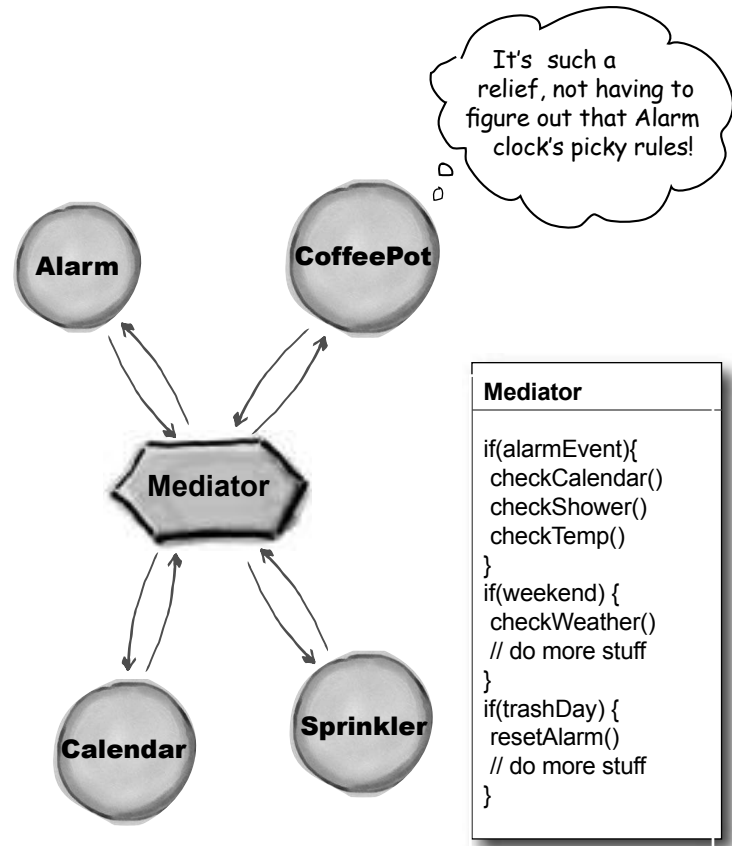 It's such a
relief, not having to
figure out that Alarm
clock's picky rules!
Alarm
CoffeePot
Mediator
Calendar
Sprinkler
Mediator
if(alarmEvent){
checkCalendar()
checkShower()
checkTemp()
}
if(weekend) {
checkWeather()
// do more stuff
}
if(trashDay) {
resetAlarm()
// do more stuff
}